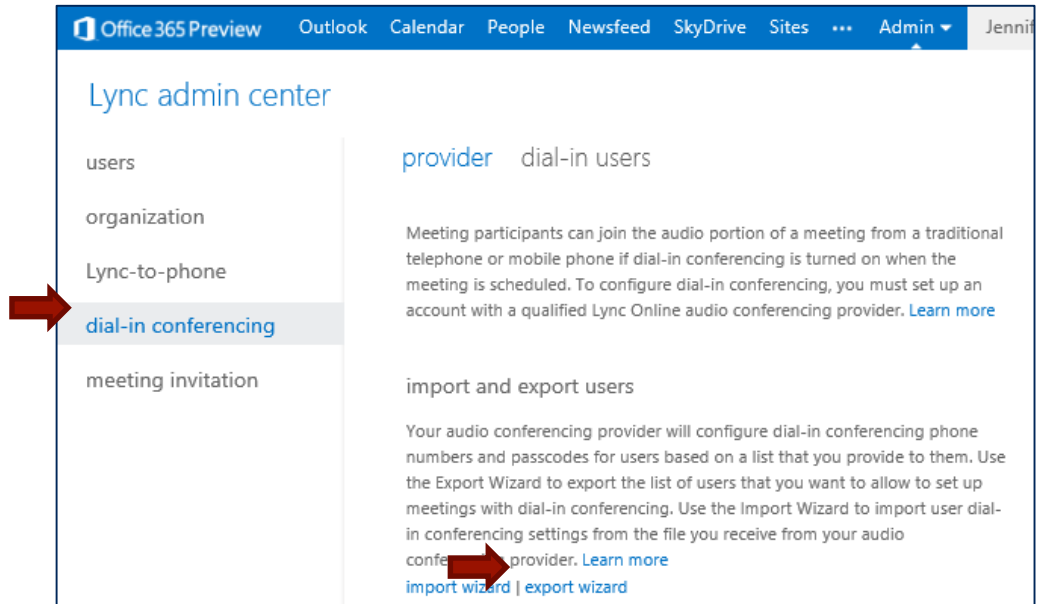 Office 365 Preview Outlook Calendar People Newsfeed SkyDrive Sites ••• Admin Jennif
Lync admin center
users
organization
Lync-to-phone
dial-in conferencing
meeting invitation
provider dial-in users
Meeting participants can join the audio portion of a meeting from a traditional
telephone or mobile phone if dial-in conferencing is turned on when the
meeting is scheduled. To configure dial-in conferencing, you must set up an
account with a qualified Lync Online audio conferencing provider. Learn more
import and export users
Your audio conferencing provider will configure dial-in conferencing phone
numbers and passcodes for users based on a list that you provide to them. Use
the Export Wizard to export the list of users that you want to allow to set up
meetings with dial-in conferencing. Use the Import Wizard to import user dial-
in conferencing settings from the file you receive from your audio
provider. Learn more
import wizard | export wizard